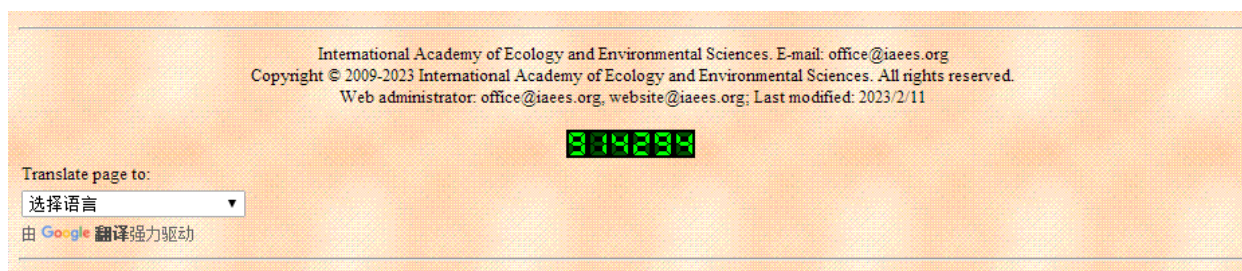 International Academy of Ecology and Environmental Sciences. E-mail: office@iaees.org
Copyright © 2009-2023 International Academy of Ecology and Environmental Sciences. All rights reserved.
Web administrator: office@iaees.org, website@iaees.org; Last modified: 2023/2/11
914294
Translate page to:
选择语言
由 Google 翻译强力驱动